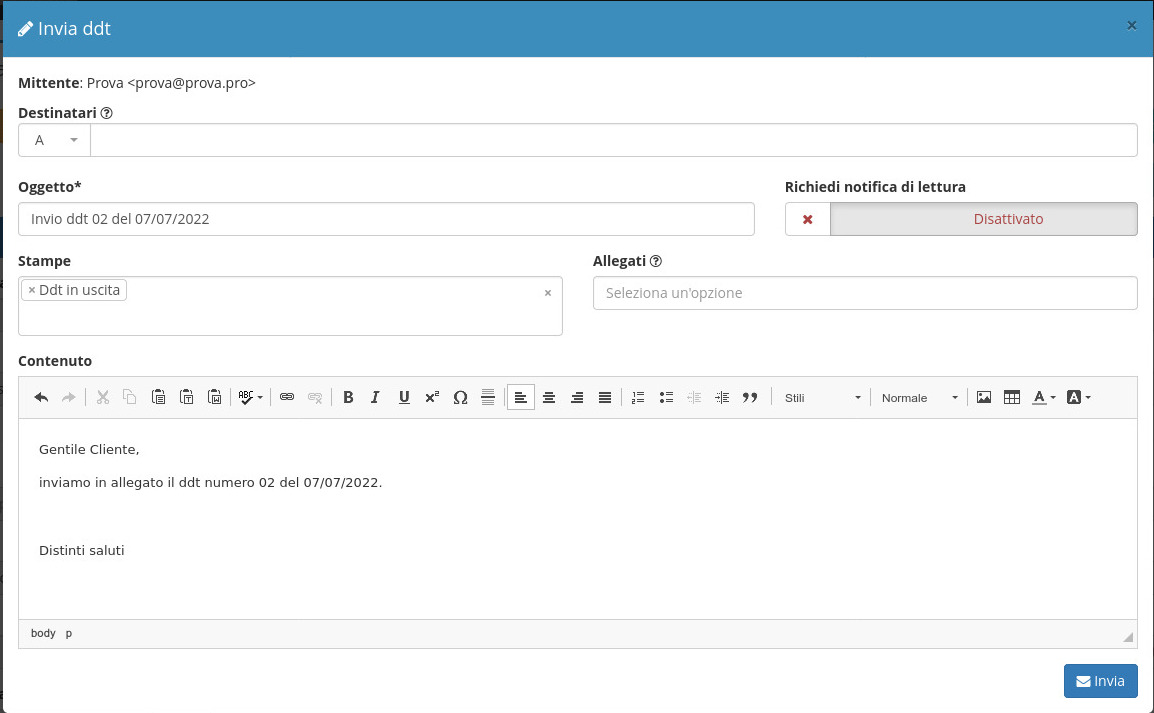 Invia ddt ×
Mittente: Prova <prova@prova.pro>
Destinatari
A
Oggetto* Richiedi notifica di lettura
Invio ddt 02 del 07/07/2022 Disattivato
Stampe Allegati
× Ddt in uscita × Seleziona un'opzione
Contenuto
ABC B I U x² Ω Stili Normale A A
Gentile Cliente,
inviamo in allegato il ddt numero 02 del 07/07/2022.
Distinti saluti
body p
Invia